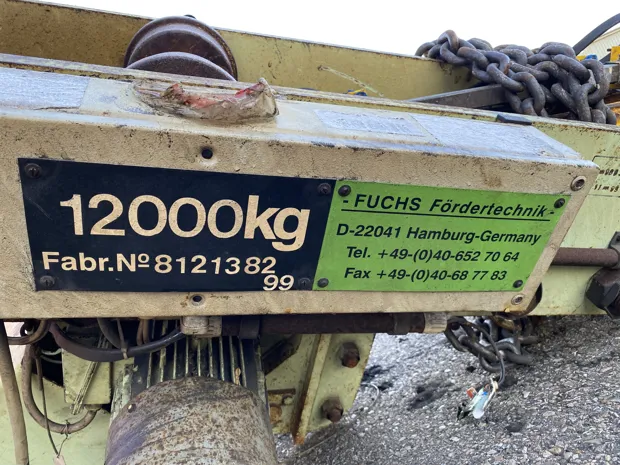 12000kg
Fabr.Nº 8121382
99
- FUCHS Fördertechnik -
D-22041 Hamburg-Germany
Tel. +49-(0)40-652 70 64
Fax +49-(0)40-68 77 83